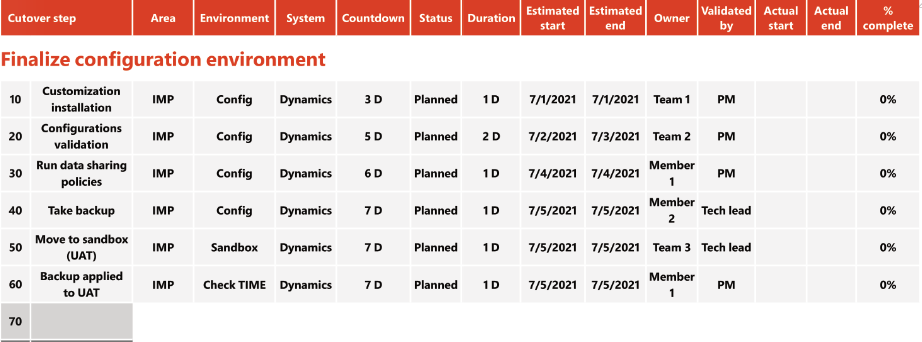 Cutover step Area Environment System Countdown Status Duration Estimated start Estimated end Owner Validated by Actual start Actual end % complete
Finalize configuration environment
10 Customization installation IMP Config Dynamics 3 D Planned 1 D 7/1/2021 7/1/2021 Team 1 PM 0%
20 Configurations validation IMP Config Dynamics 5 D Planned 2 D 7/2/2021 7/3/2021 Team 2 PM 0%
30 Run data sharing policies IMP Config Dynamics 6 D Planned 1 D 7/4/2021 7/4/2021 Member 1 PM 0%
40 Take backup IMP Config Dynamics 7 D Planned 1 D 7/5/2021 7/5/2021 Member 2 Tech lead 0%
50 Move to sandbox (UAT) IMP Sandbox Dynamics 7 D Planned 1 D 7/5/2021 7/5/2021 Team 3 Tech lead 0%
60 Backup applied to UAT IMP Check TIME Dynamics 7 D Planned 1 D 7/5/2021 7/5/2021 Member 1 PM 0%
70